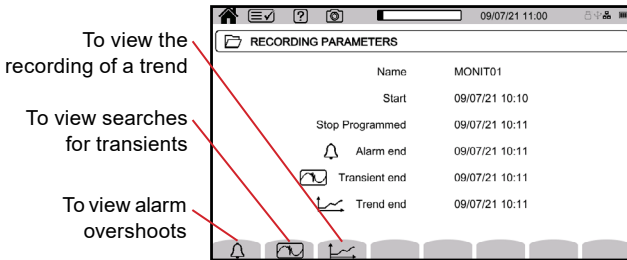 09/07/21 11:00
To view the
recording of a trend
To view searches
for transients
To view alarm
overshoots
RECORDING PARAMETERS
Name MONIT01
Start 09/07/21 10:10
Stop Programmed 09/07/21 10:11
Alarm end 09/07/21 10:11
Transient end 09/07/21 10:11
Trend end 09/07/21 10:11